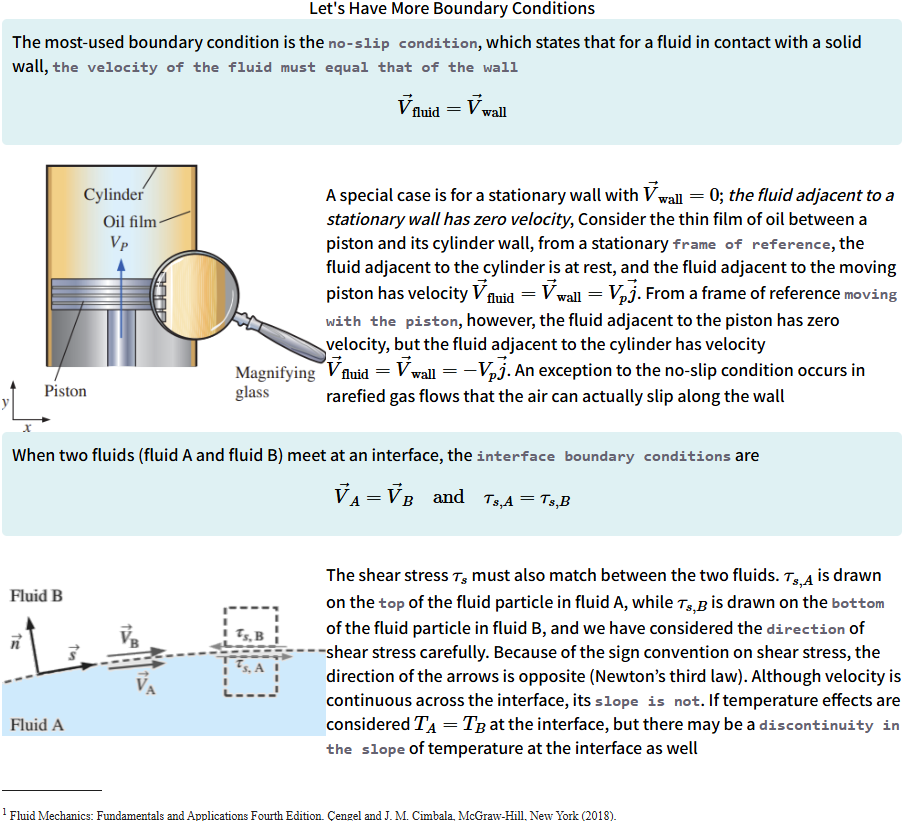 Let's Have More Boundary Conditions
The most-used boundary condition is the no-slip condition, which states that for a fluid in contact with a solid
wall, the velocity of the fluid must equal that of the wall
$\vec{V}_{\text{fluid}} = \vec{V}_{\text{wall}}$
Cylinder
Oil film
$V_P$
Piston
Magnifying
glass
y
x
A special case is for a stationary wall with $\vec{V}_{\text{wall}} = 0$; the fluid adjacent to a
stationary wall has zero velocity, Consider the thin film of oil between a
piston and its cylinder wall, from a stationary frame of reference, the
fluid adjacent to the cylinder is at rest, and the fluid adjacent to the moving
piston has velocity $\vec{V}_{\text{fluid}} = \vec{V}_{\text{wall}} = V_p\vec{j}$. From a frame of reference moving
with the piston, however, the fluid adjacent to the piston has zero
velocity, but the fluid adjacent to the cylinder has velocity
$\vec{V}_{\text{fluid}} = \vec{V}_{\text{wall}} = -V_p\vec{j}$. An exception to the no-slip condition occurs in
rarefied gas flows that the air can actually slip along the wall
When two fluids (fluid A and fluid B) meet at an interface, the interface boundary conditions are
$\vec{V}_A = \vec{V}_B$ and $\tau_{s,A} = \tau_{s,B}$
Fluid B
$\vec{n}$
$\vec{s}$
$\vec{V}_B$
$\vec{V}_A$
$\tau_{s,B}$
$\tau_{s,A}$
Fluid A
The shear stress $\tau_s$ must also match between the two fluids. $\tau_{s,A}$ is drawn
on the top of the fluid particle in fluid A, while $\tau_{s,B}$ is drawn on the bottom
of the fluid particle in fluid B, and we have considered the direction of
shear stress carefully. Because of the sign convention on shear stress, the
direction of the arrows is opposite (Newton's third law). Although velocity is
continuous across the interface, its slope is not. If temperature effects are
considered $T_A = T_B$ at the interface, but there may be a discontinuity in
the slope of temperature at the interface as well
1 Fluid Mechanics: Fundamentals and Applications Fourth Edition, Çengel and J. M. Cimbala, McGraw-Hill, New York (2018).